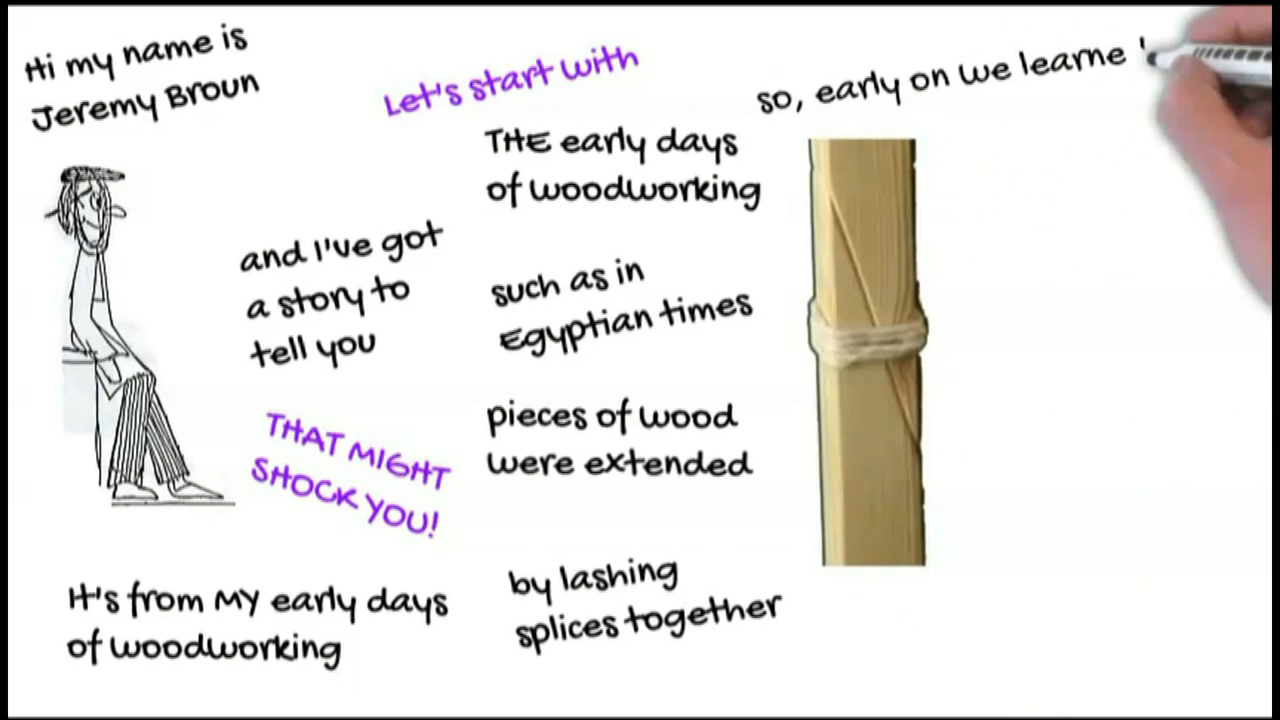 Hi my name is
Jeremy Broun
and I've got
a story to
tell you
THAT MIGHT
SHOCK YOU!
It's from MY early days
of woodworking
Let's start with
THE early days
of woodworking
such as in
Egyptian times
pieces of wood
were extended
by lashing
splices together
so, early on we learne